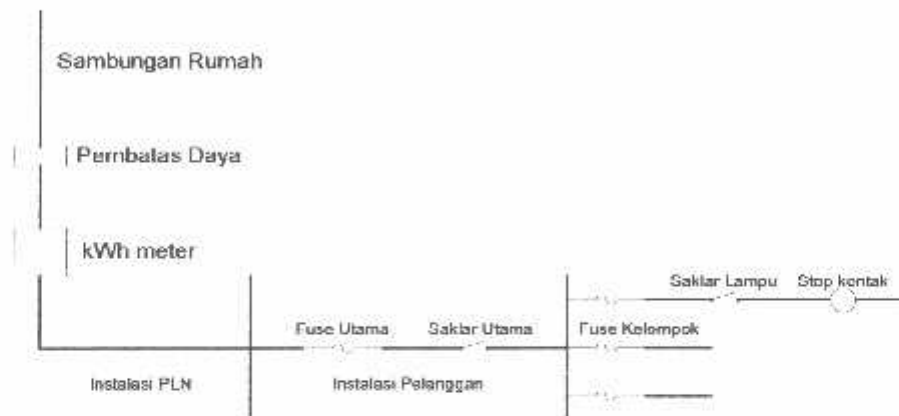 Sambungan Rumah
Pembatas Daya
kWh meter
Saklar Lampu
Stop kontak
Fuse Utama
Saklar Utama
Fuse Kelompok
Instalasi PLN
Instalasi Pelanggan